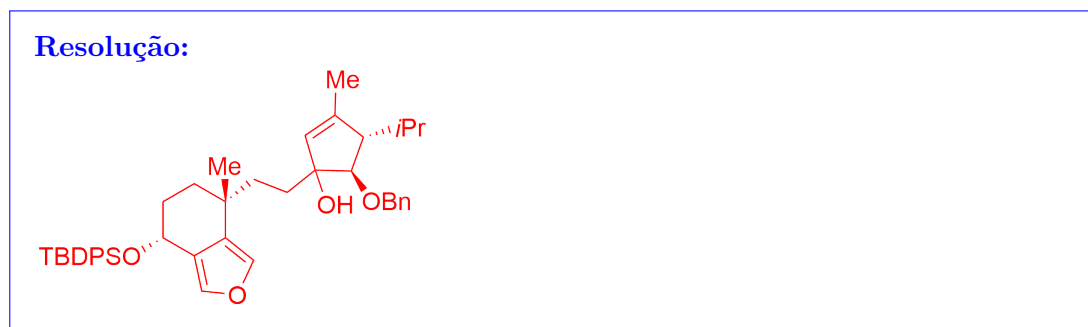 Resolução:
Me
iPr
Me
OH
OBn
TBDPSO
O